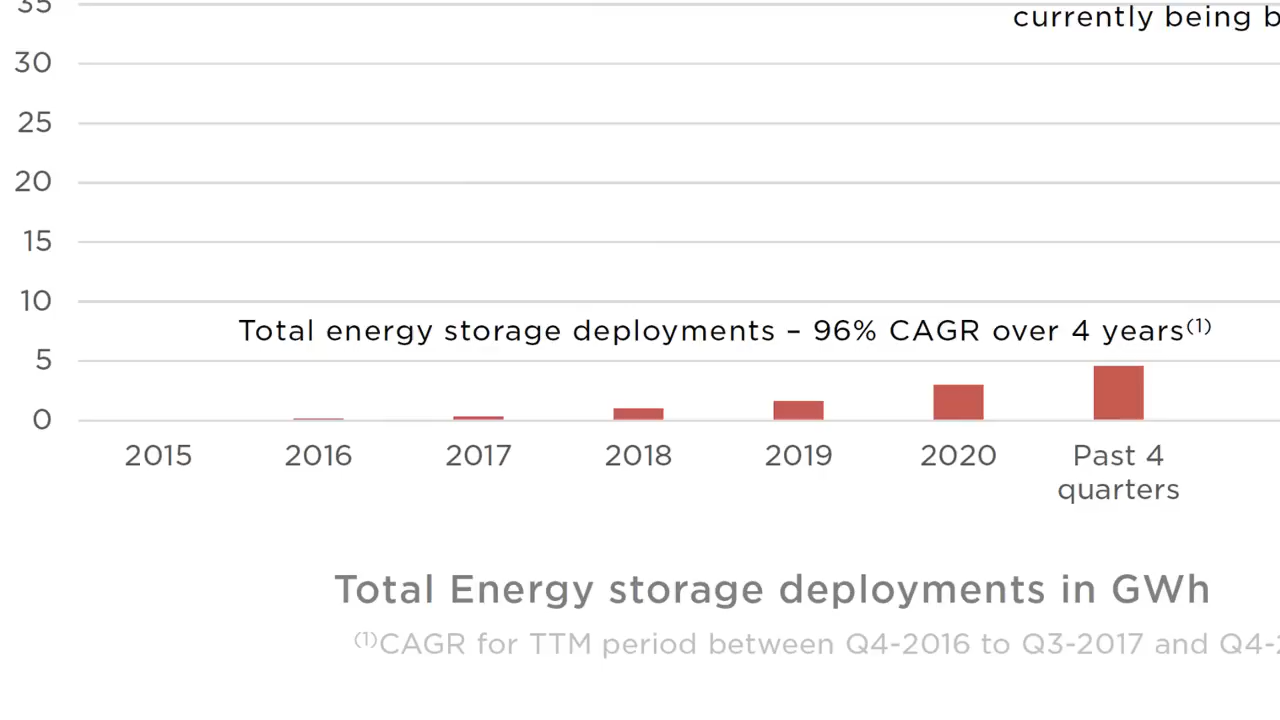 35
currently being b
30
25
20
15
10
Total energy storage deployments – 96% CAGR over 4 years(1)
5
0
2015 2016 2017 2018 2019 2020 Past 4
quarters
Total Energy storage deployments in GWh
(1)CAGR for TTM period between Q4-2016 to Q3-2017 and Q4-2